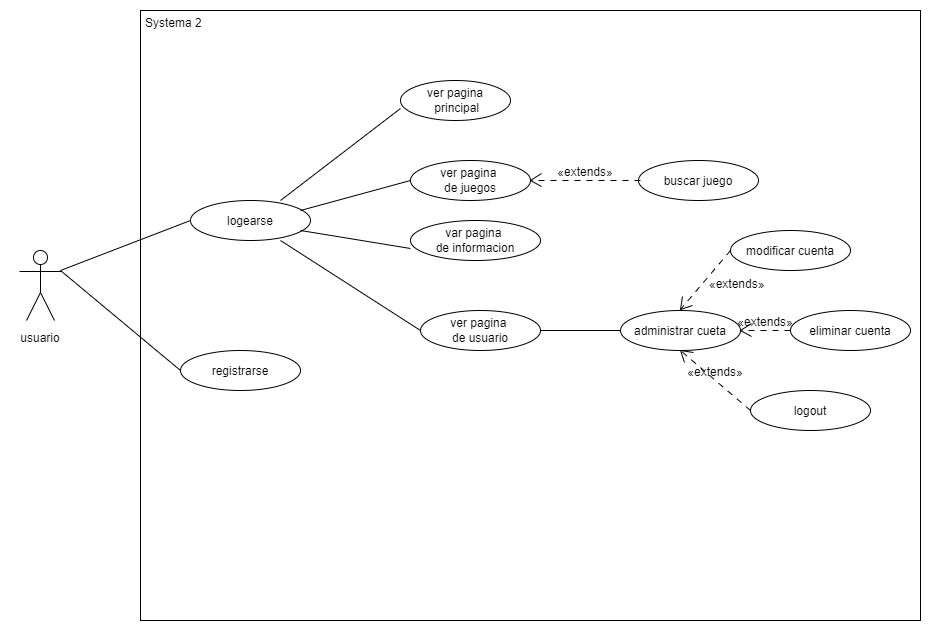 Systema 2
ver pagina
principal
ver pagina
de juegos
«extends»
buscar juego
logearse
var pagina
de informacion
modificar cuenta
«extends»
usuario
ver pagina
de usuario
administrar cueta
«extends»
eliminar cuenta
registrarse
«extends»
logout